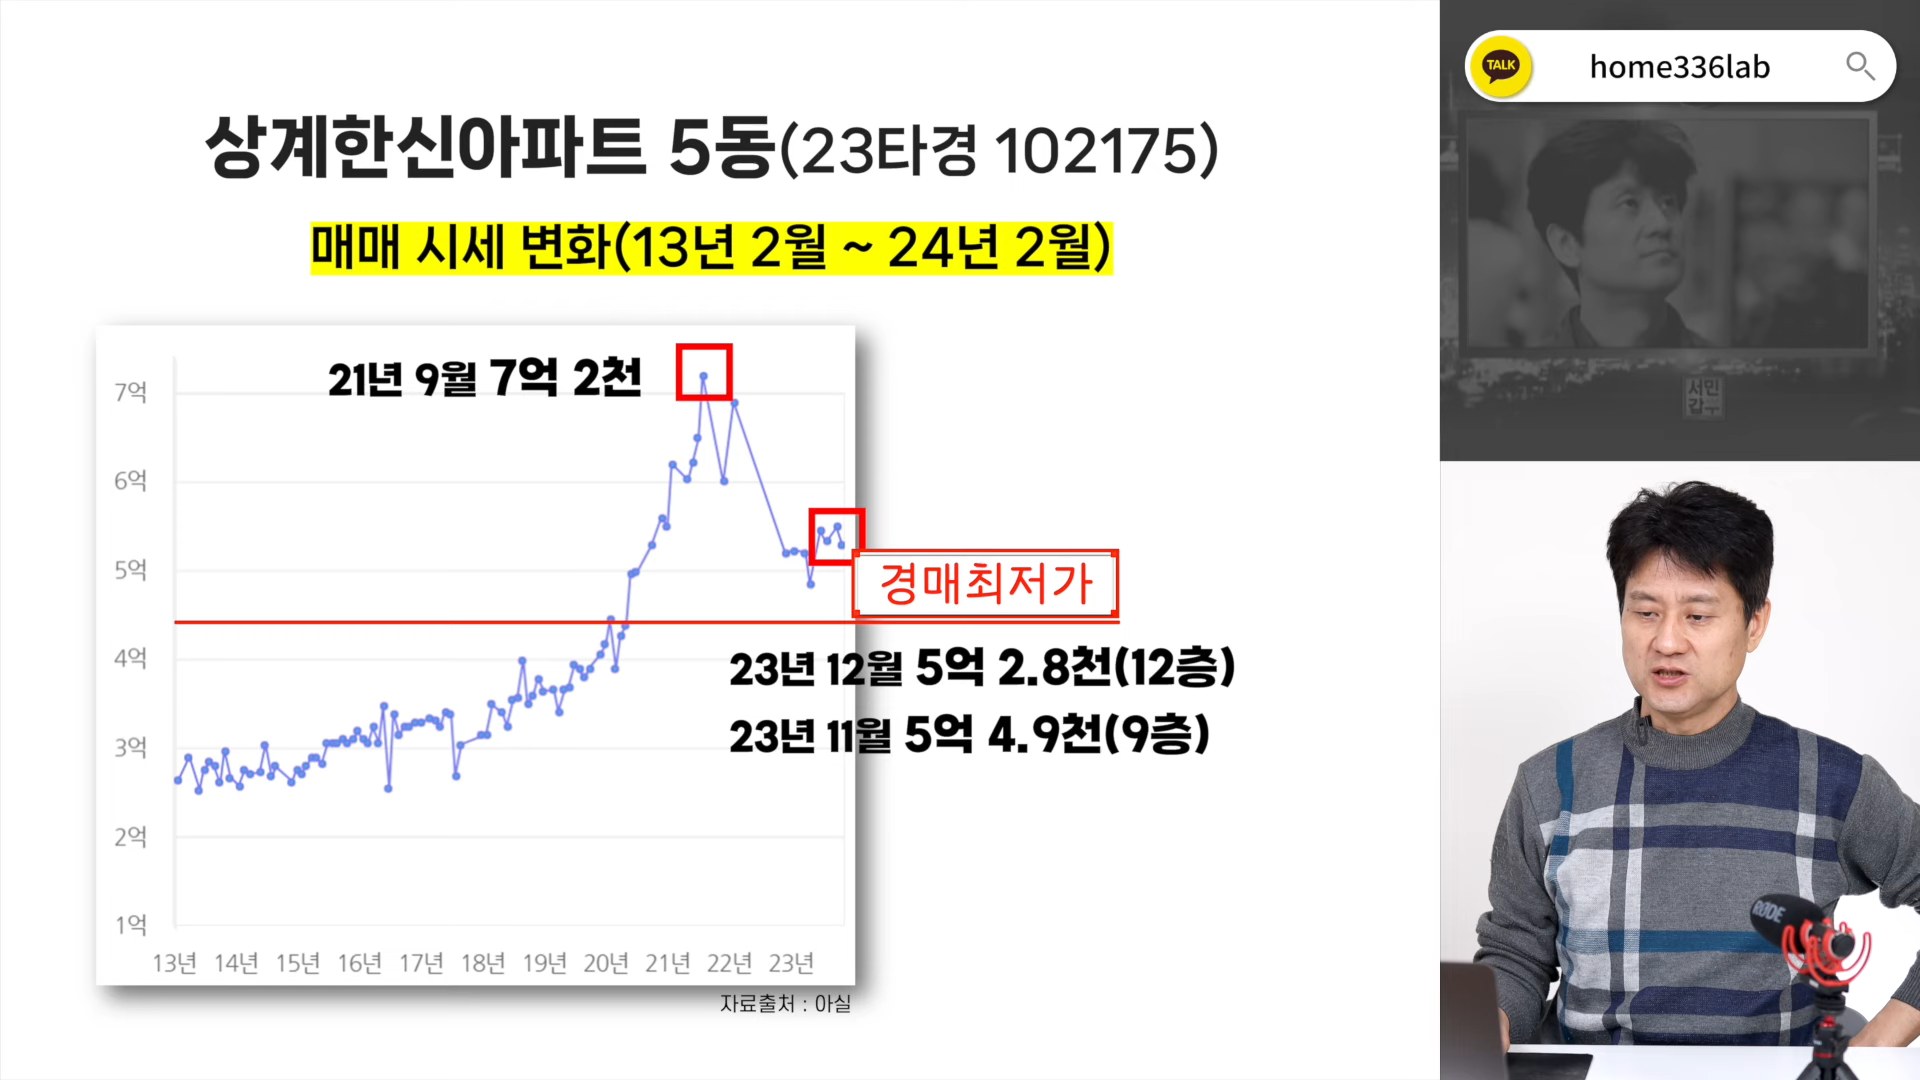 상계한신아파트 5동(23타경 102175)
매매 시세 변화(13년 2월 ~ 24년 2월)
21년 9월 7억 2천
7억
6억
5억
4억
3억
2억
1억
13년 14년 15년 16년 17년 18년 19년 20년 21년 22년 23년
경매최저가
23년 12월 5억 2.8천(12층)
23년 11월 5억 4.9천(9층)
자료출처 : 아실
TALK
home336lab
서민
갑부
RØDE